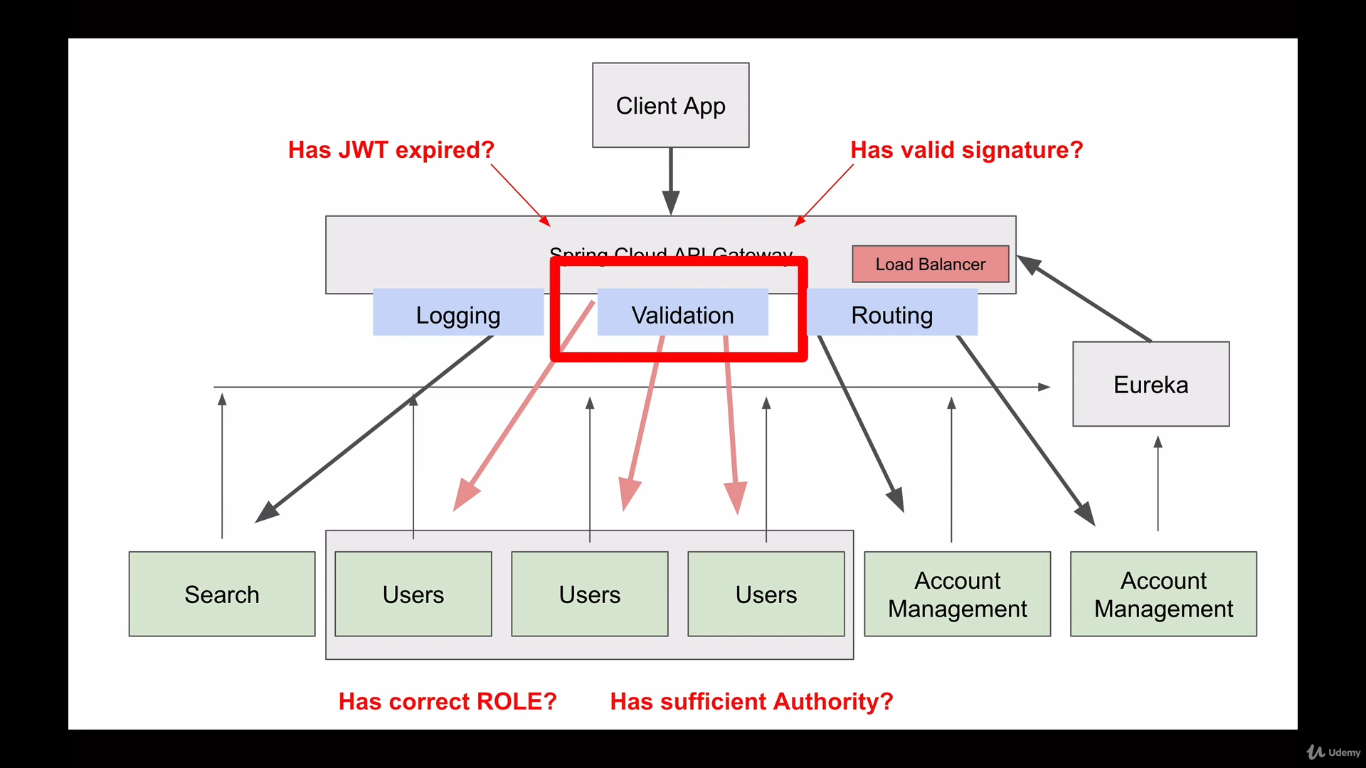 Client App
Has JWT expired?
Has valid signature?
Spring Cloud API Gateway
Load Balancer
Logging
Validation
Routing
Eureka
Search
Users
Users
Users
Account
Management
Account
Management
Has correct ROLE?
Has sufficient Authority?
Udemy